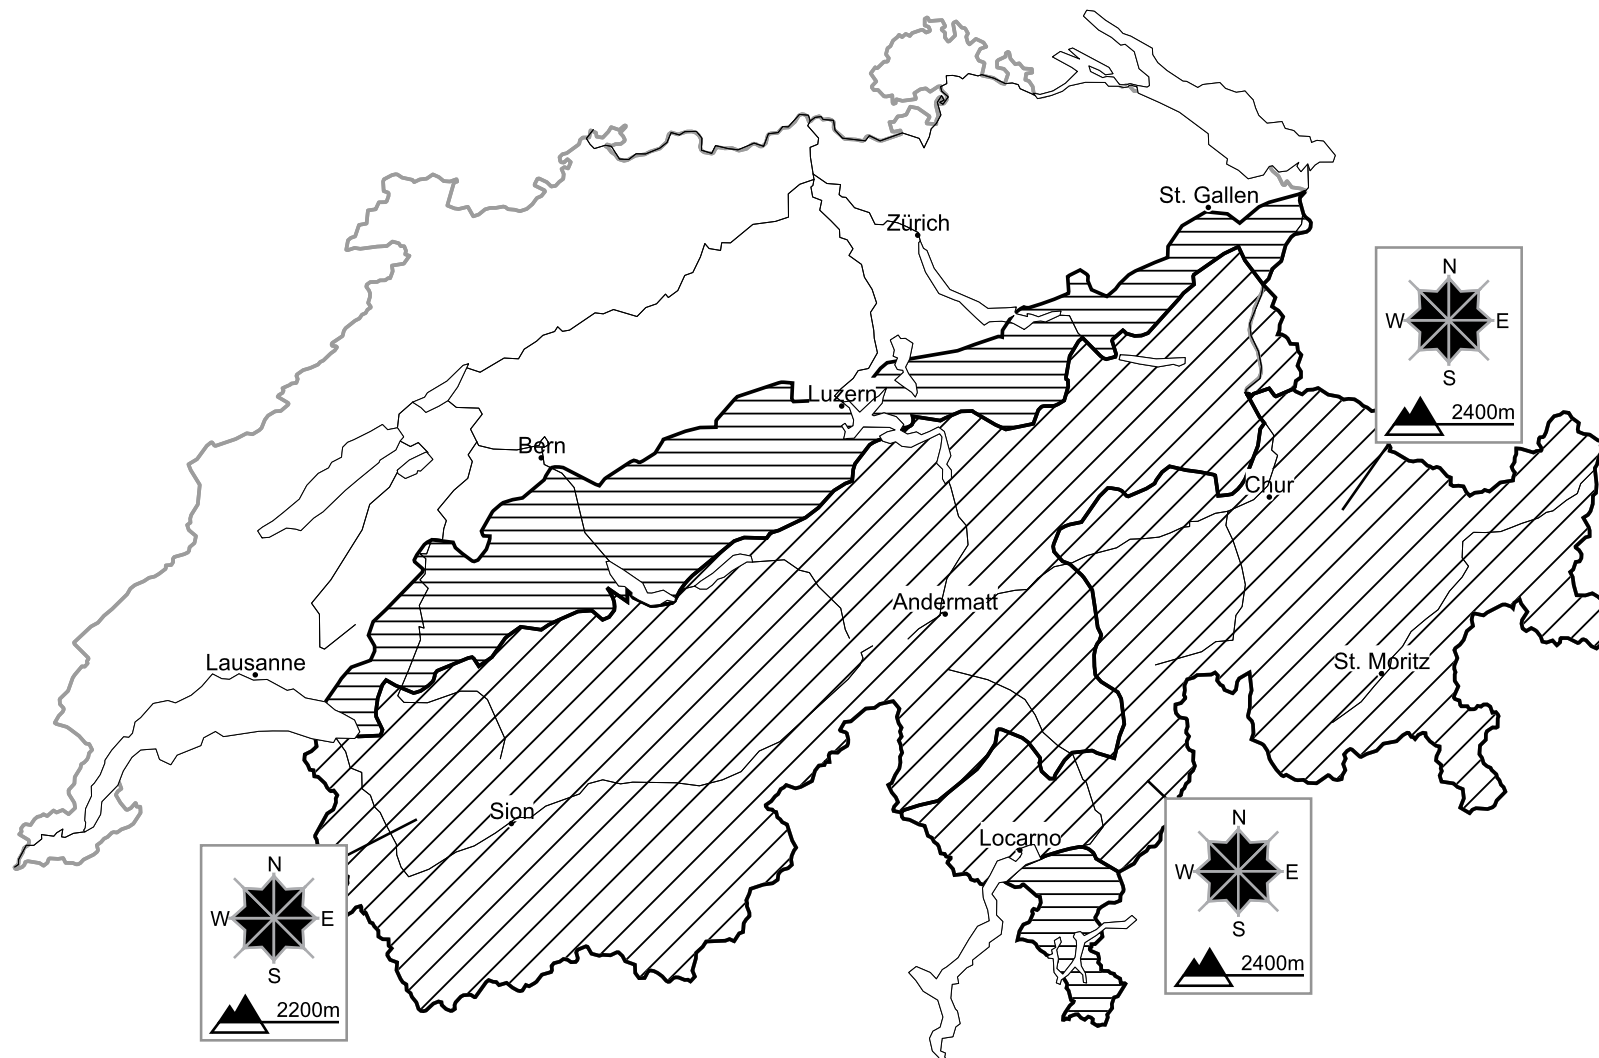 St. Gallen
Zürich
N
W E
S
2400m
Luzern
Bern
Chur
Andermatt
Lausanne
St. Moritz
Sion
Locarno
N
W E
S
2400m
N
W E
S
2200m